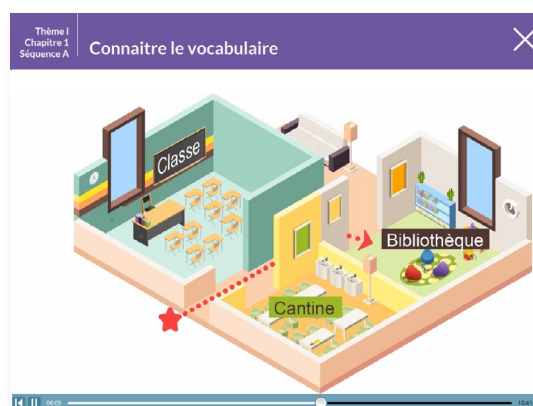 Thème I
Chapitre 1
Séquence A
Connaitre le vocabulaire
Classe
Bibliothèque
Cantine
06:05
10:41